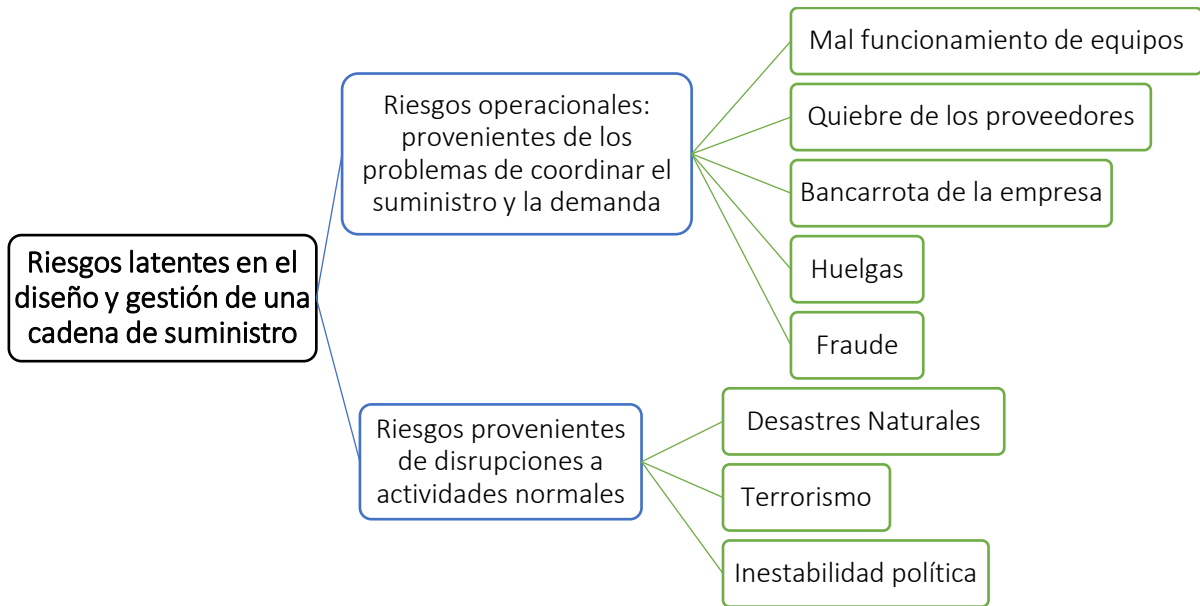 Riesgos latentes en el
diseño y gestión de una
cadena de suministro
Riesgos operacionales:
provenientes de los
problemas de coordinar el
suministro y la demanda
Mal funcionamiento de equipos
Quiebre de los proveedores
Bancarrota de la empresa
Huelgas
Fraude
Riesgos provenientes
de disrupciones a
actividades normales
Desastres Naturales
Terrorismo
Inestabilidad política